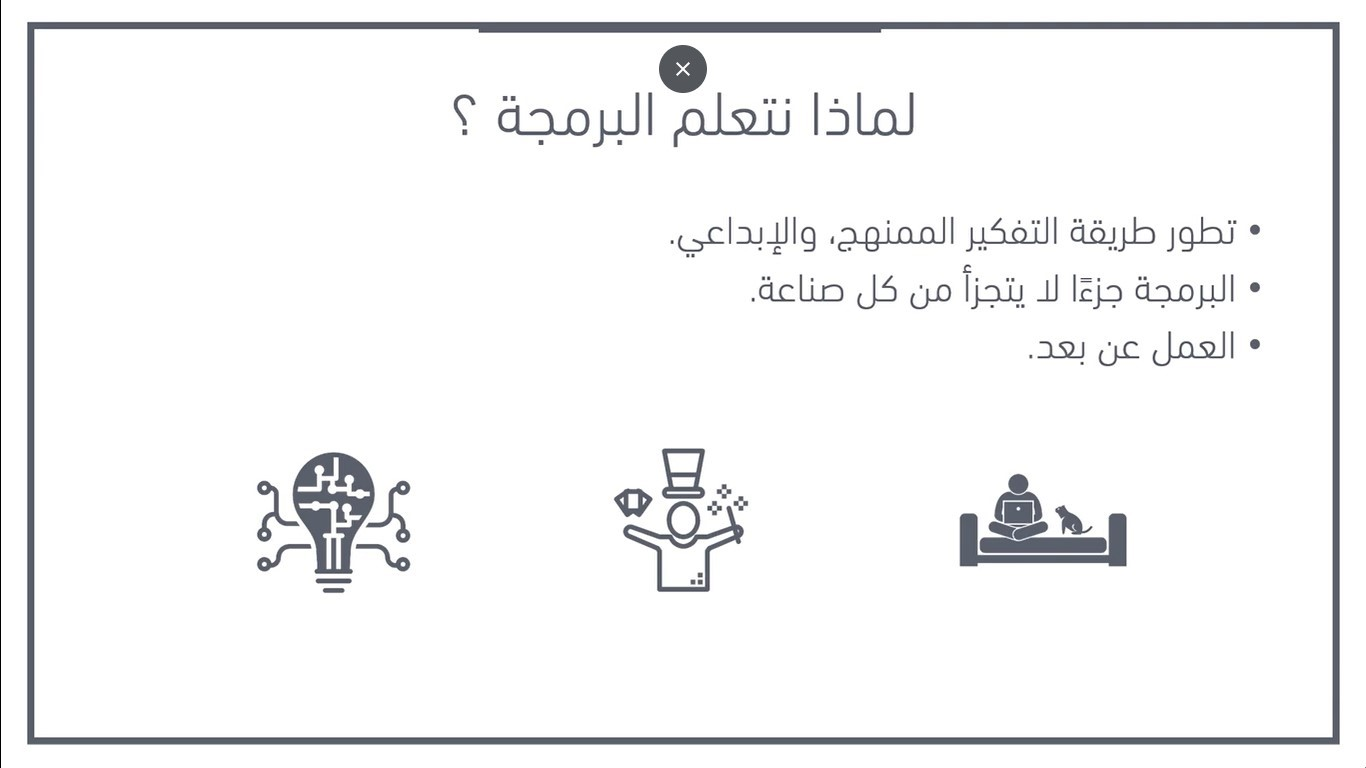 لماذا نتعلم البرمجة ؟
• تطور طريقة التفكير الممنهج، والإبداعي.
• البرمجة جزءًا لا يتجزأ من كل صناعة.
• العمل عن بعد.